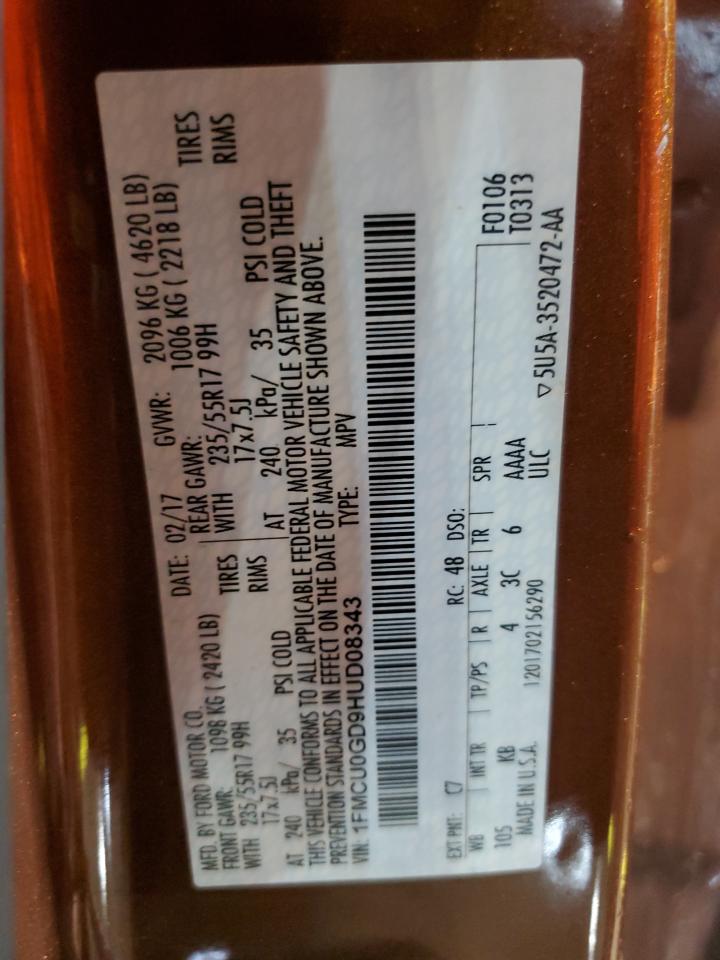 MFD. BY FORD MOTOR CO.
DATE: 02/17 GVWR: 2096 KG ( 4620 LB)
FRONT GAWR: 1098 KG ( 2420 LB) REAR GAWR: 1006 KG ( 2218 LB)
WITH 235/55R17 99H TIRES WITH 235/55R17 99H TIRES
17x7.5J RIMS 17x7.5J RIMS
AT 240 kPa/ 35 PSI COLD AT 240 kPa/ 35 PSI COLD
THIS VEHICLE CONFORMS TO ALL APPLICABLE FEDERAL MOTOR VEHICLE SAFETY AND THEFT
PREVENTION STANDARDS IN EFFECT ON THE DATE OF MANUFACTURE SHOWN ABOVE.
VIN: 1FMCU0GD9HUD08343 TYPE: MPV
EXT PNT: C7 RC: 48 DSO:
WB INT TR TP/PS R AXLE TR SPR F0106
105 KB 4 3C 6 AAAA T0313
MADE IN U.S.A. 1201702156290 ULC ▽5U5A-3520472-AA